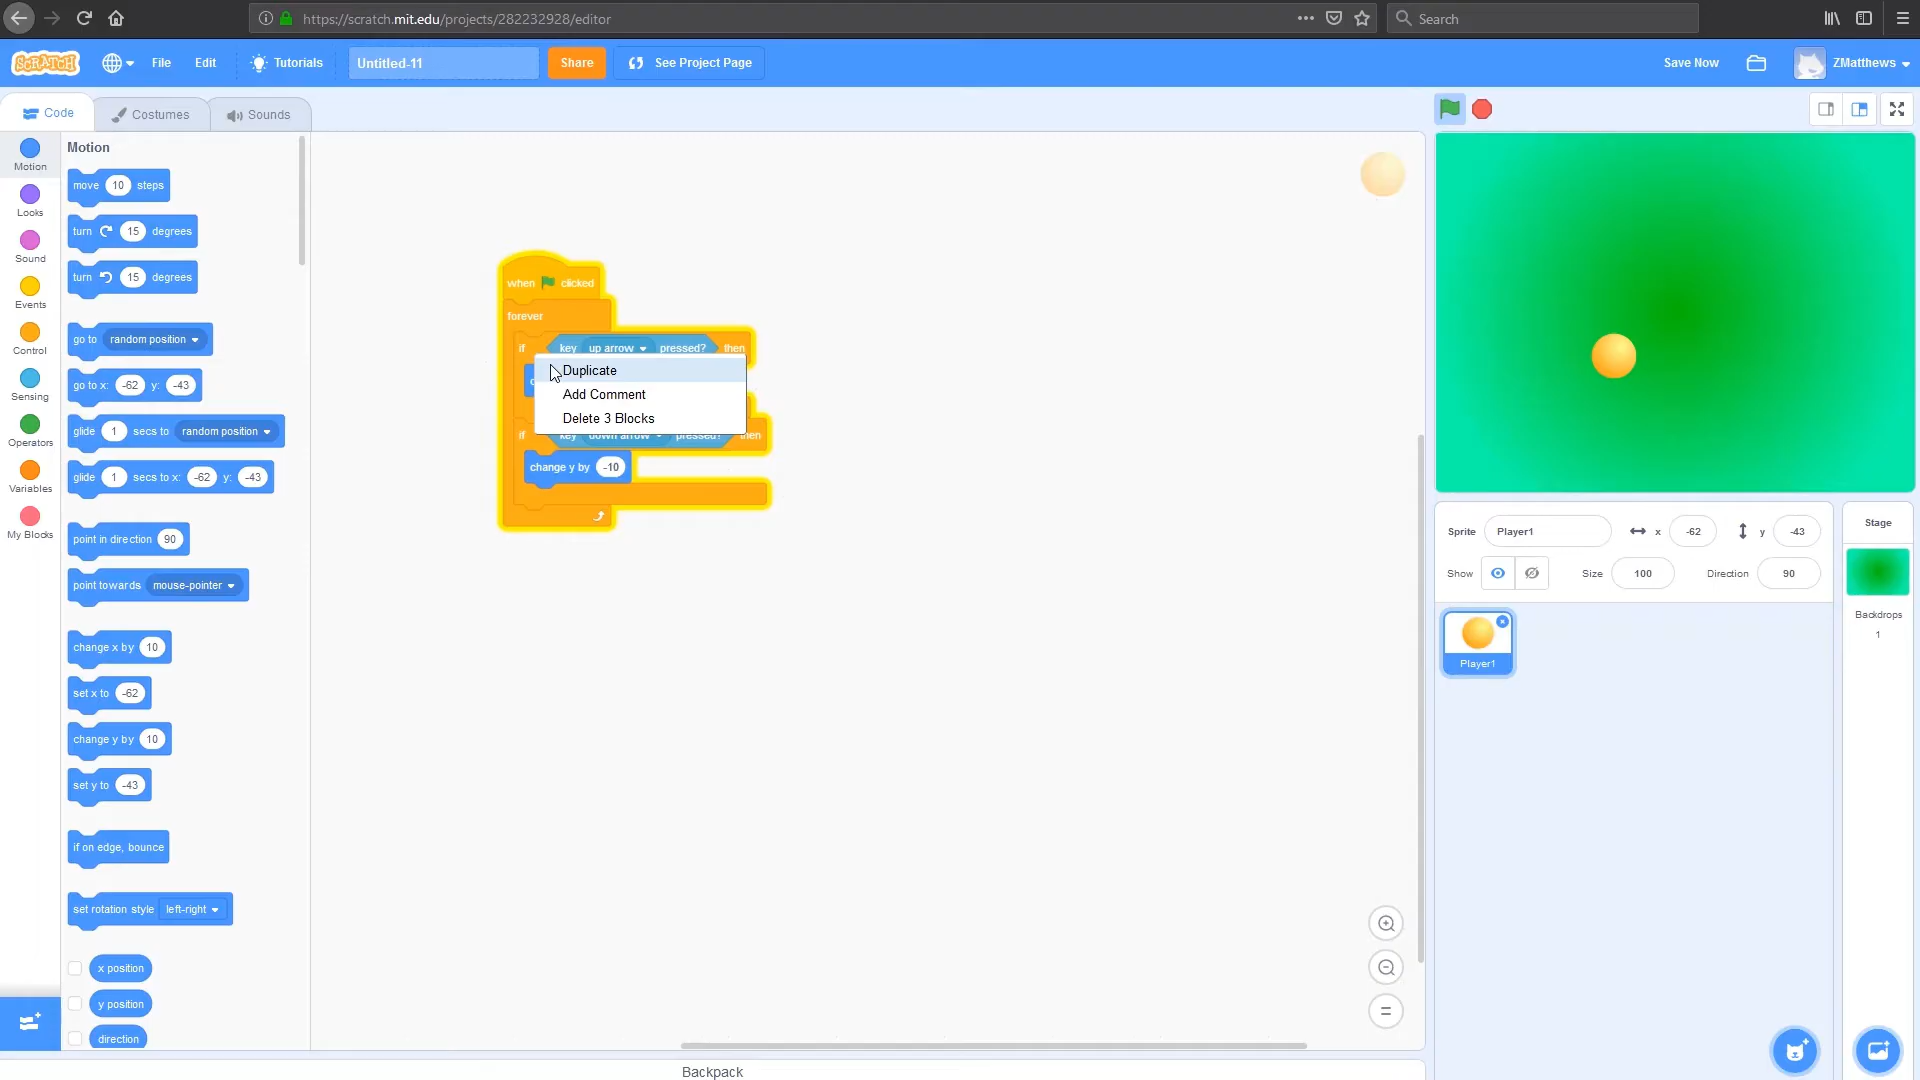 https://scratch.mit.edu/projects/282232928/editor
Search
SCRATCH
File
Edit
Tutorials
Untitled-11
Share
See Project Page
Save Now
ZMatthews
Code
Costumes
Sounds
Motion
Looks
Sound
Events
Control
Sensing
Operators
Variables
My Blocks
Motion
move 10 steps
turn 15 degrees
turn 15 degrees
go to random position
go to x: -62 y: -43
glide 1 secs to random position
glide 1 secs to x: -62 y: -43
point in direction 90
point towards mouse-pointer
change x by 10
set x to -62
change y by 10
set y to -43
if on edge, bounce
set rotation style left-right
x position
y position
direction
when clicked
forever
if key up arrow pressed? then
Duplicate
Add Comment
Delete 3 Blocks
if key down arrow pressed? then
change y by -10
Sprite Player1 x -62 y -43
Show Size 100 Direction 90
Player1
Stage
Backdrops
1
Backpack